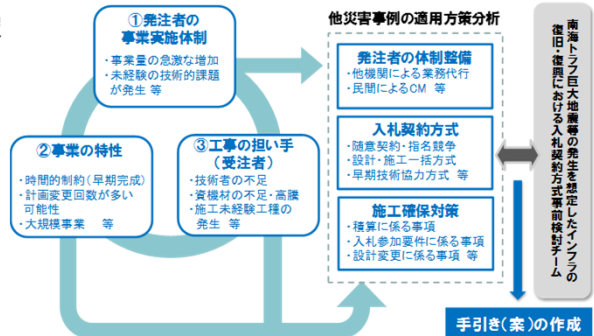 ①発注者の
事業実施体制
・事業量の急激な増加
・未経験の技術的課題
が発生 等
②事業の特性
・時間的制約(早期完成)
・計画変更回数が多い
可能性
・大規模事業 等
③工事の担い手
(受注者)
・技術者の不足
・資機材の不足・高騰
・施工未経験工種の
発生 等
他災害事例の適用方策分析
発注者の体制整備
・他機関による業務代行
・民間によるCM 等
入札契約方式
・随意契約・指名競争
・設計・施工一括方式
・早期技術協力方式 等
施工確保対策
・積算に係る事項
・入札参加要件に係る事項
・設計変更に係る事項 等
南海トラフ巨大地震等の発生を想定したインフラの
復旧・復興における入札契約方式事前検討チーム
手引き(案)の作成